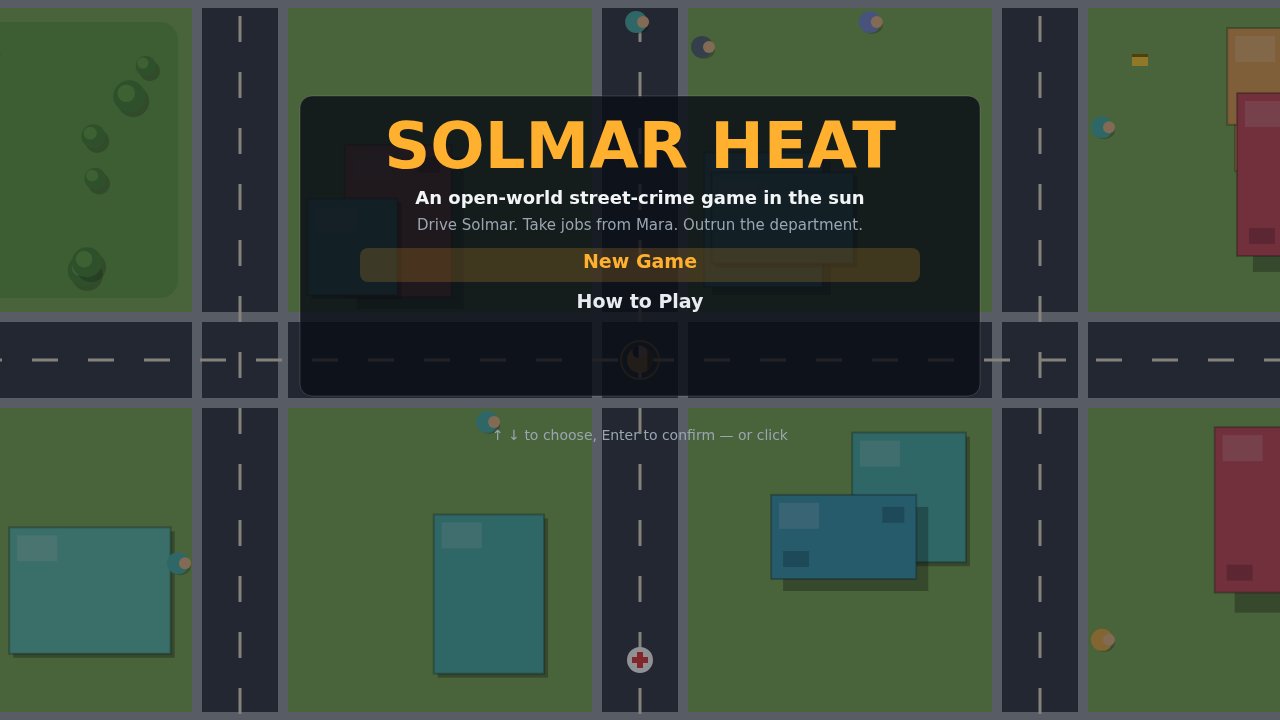 SOLMAR HEAT
An open-world street-crime game in the sun
Drive Solmar. Take jobs from Mara. Outrun the department.
New Game
How to Play
↑ ↓ to choose, Enter to confirm — or click